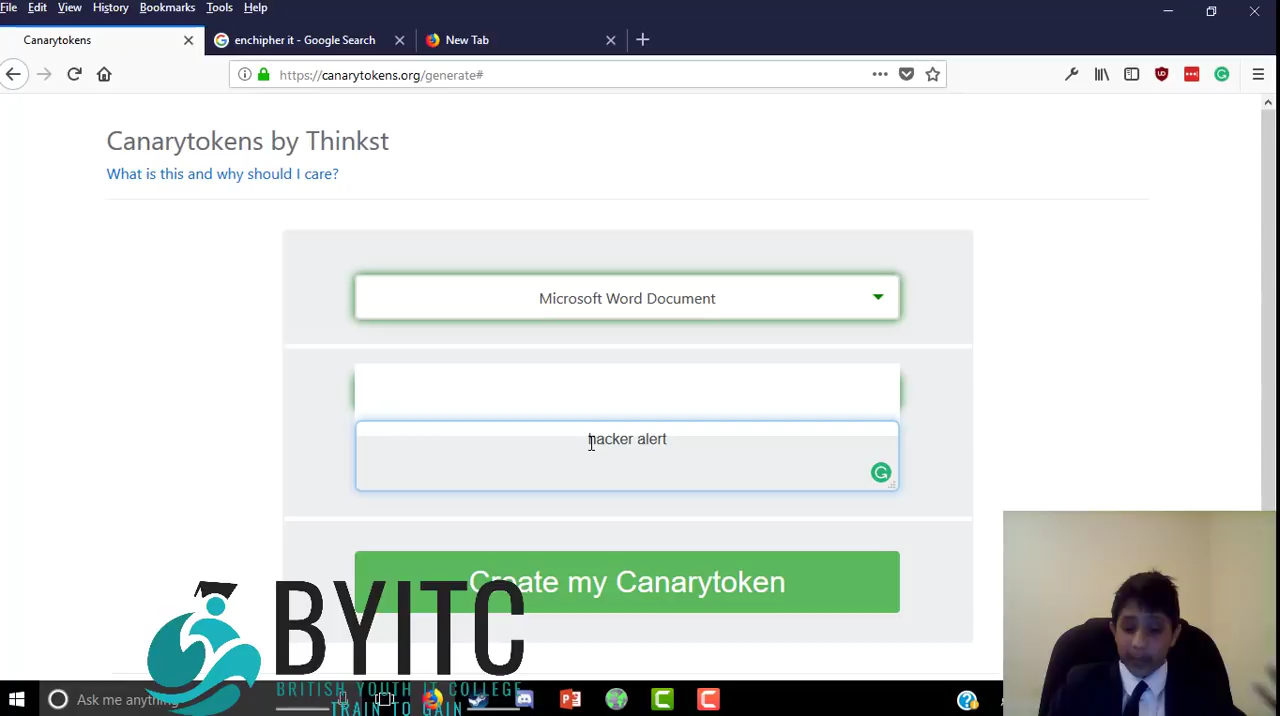 File Edit View History Bookmarks Tools Help
Canarytokens
enchipher it - Google Search
New Tab
https://canarytokens.org/generate#
Canarytokens by Thinkst
What is this and why should I care?
Microsoft Word Document
hacker alert
Create my Canarytoken
BYITC
BRITISH YOUTH IT COLLEGE
TRAIN TO GAIN
Ask me anything